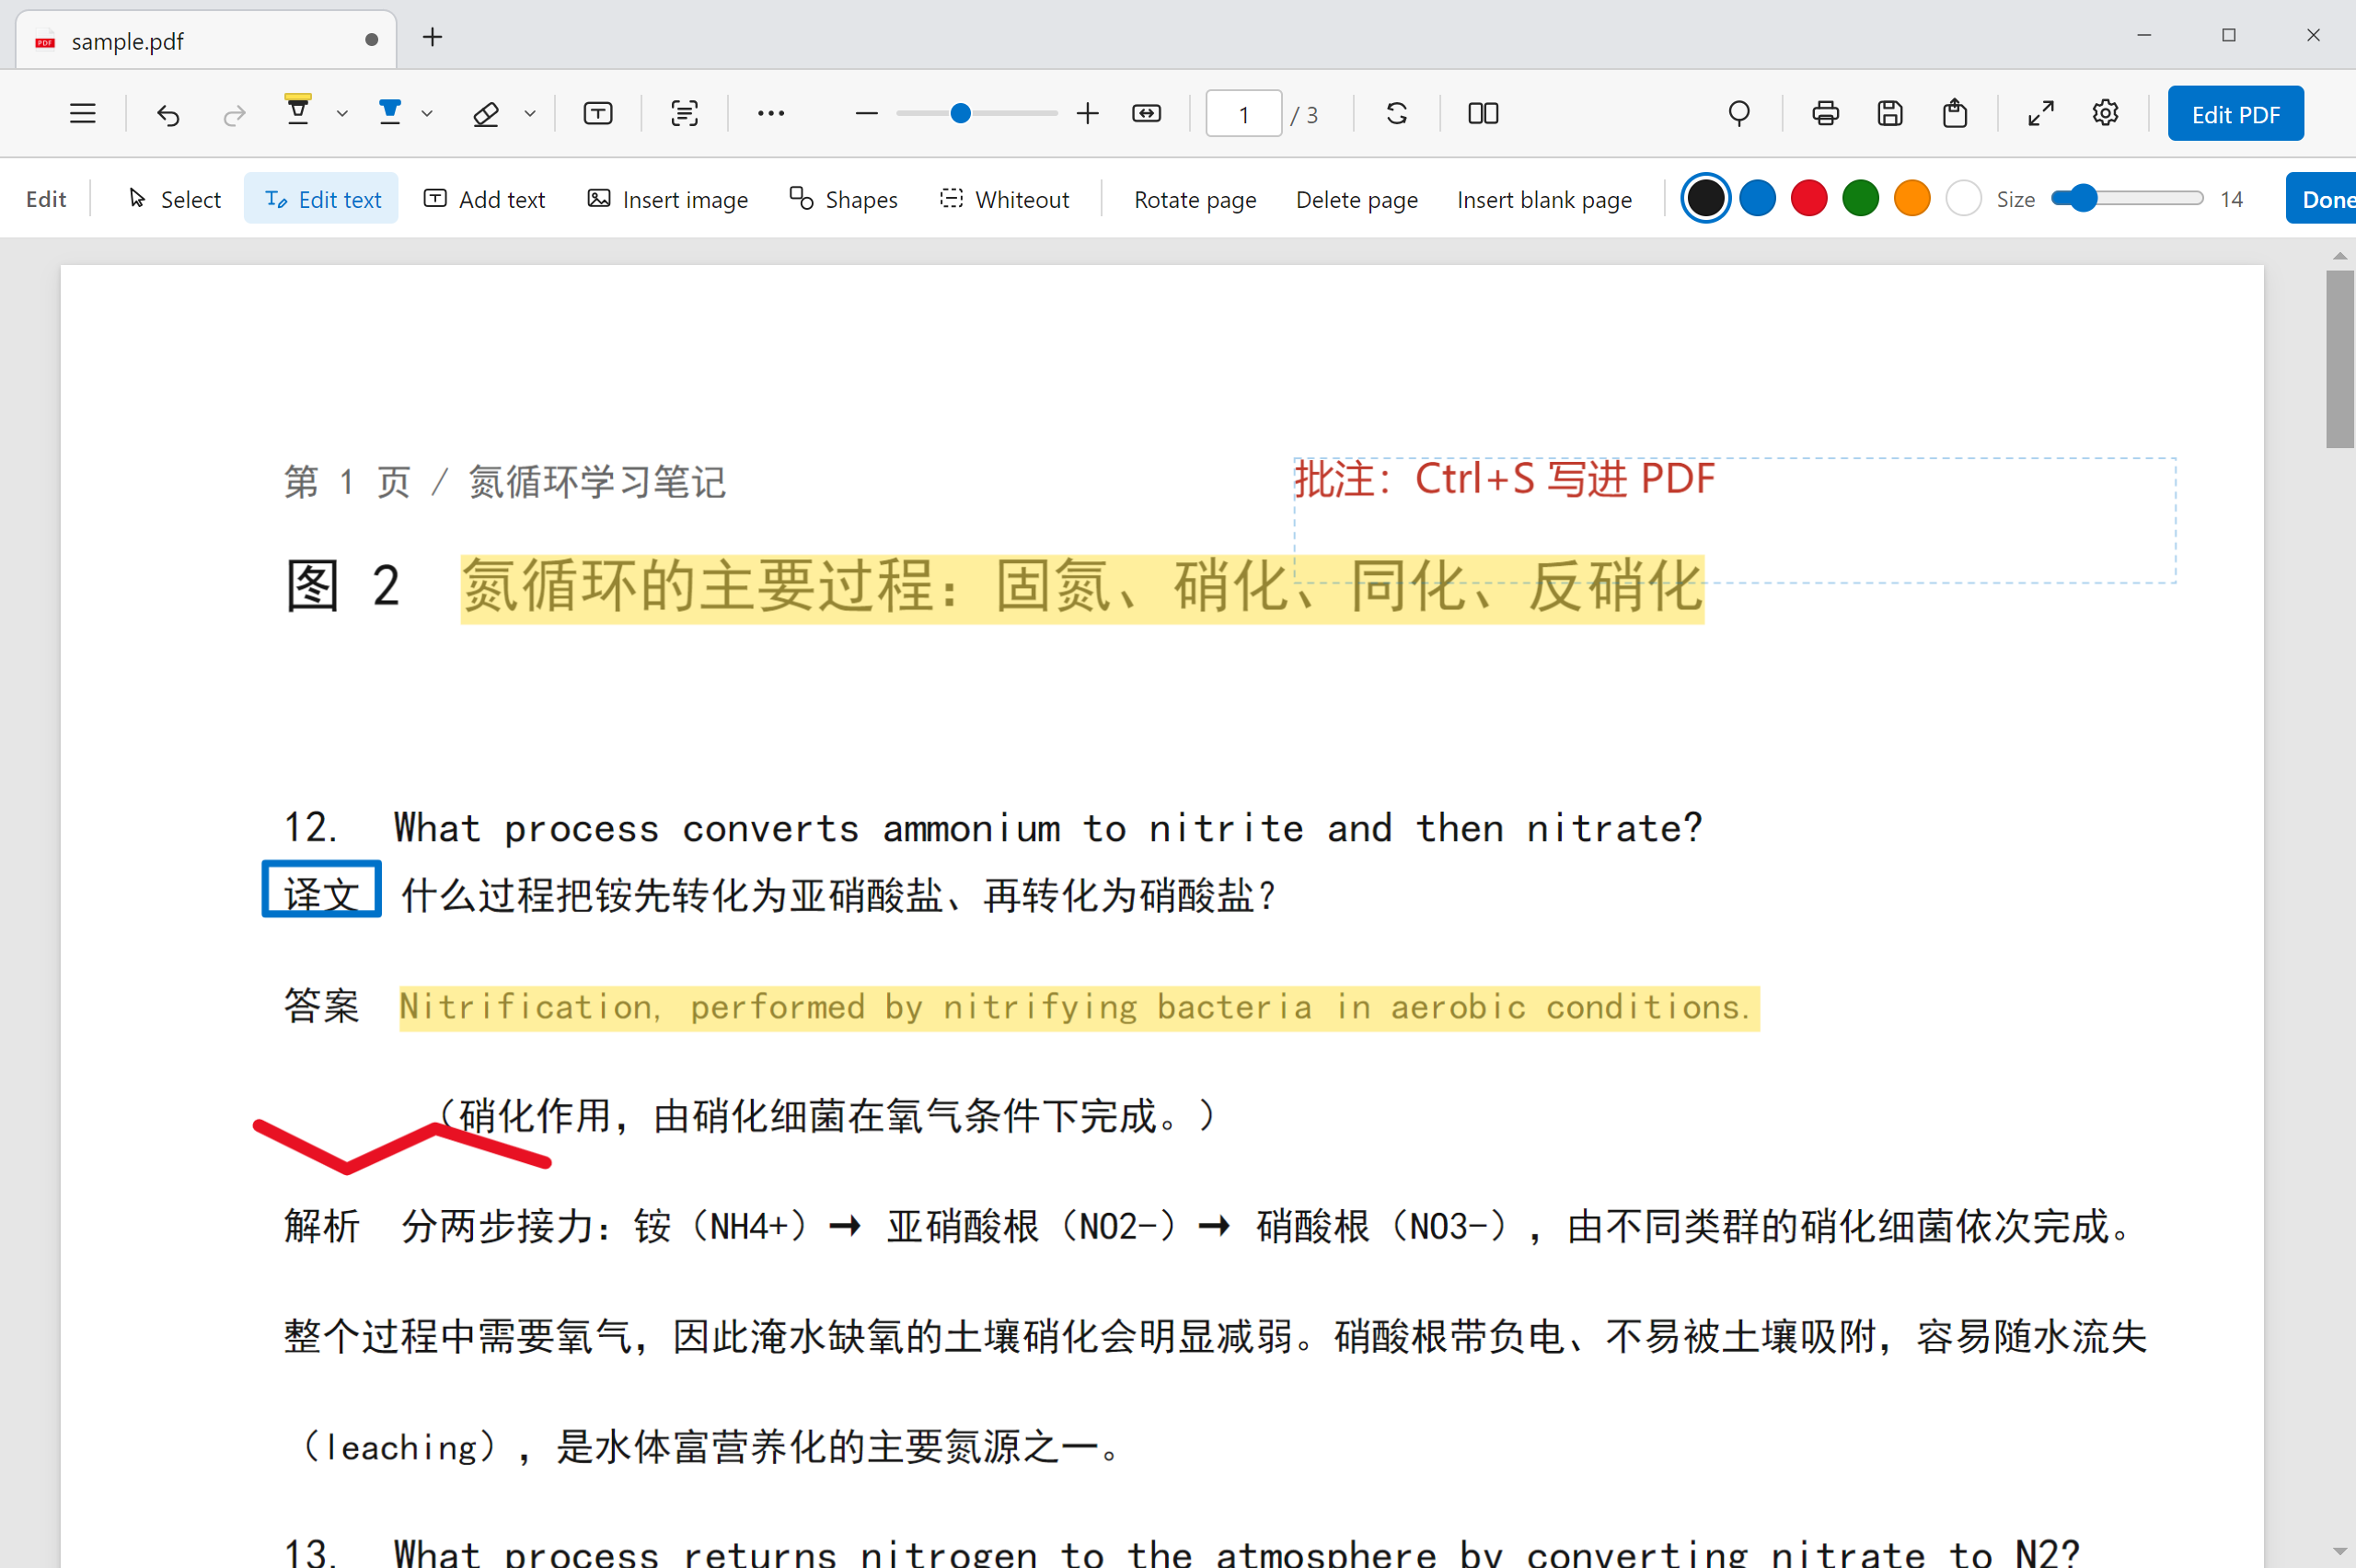 sample.pdf
1 / 3
Edit PDF
Edit Select Edit text Add text Insert image Shapes Whiteout Rotate page Delete page Insert blank page Size 14 Done
第 1 页 / 氮循环学习笔记
批注：Ctrl+S 写进 PDF
图 2 氮循环的主要过程：固氮、硝化、同化、反硝化
12. What process converts ammonium to nitrite and then nitrate?
译文 什么过程把铵先转化为亚硝酸盐、再转化为硝酸盐？
答案 Nitrification, performed by nitrifying bacteria in aerobic conditions.
（硝化作用，由硝化细菌在氧气条件下完成。）
解析 分两步接力：铵（NH4+）→ 亚硝酸根（NO2-）→ 硝酸根（NO3-），由不同类群的硝化细菌依次完成。
整个过程中需要氧气，因此淹水缺氧的土壤硝化会明显减弱。硝酸根带负电、不易被土壤吸附，容易随水流失
（leaching），是水体富营养化的主要氮源之一。
13. What process returns nitrogen to the atmosphere by converting nitrate to N2?